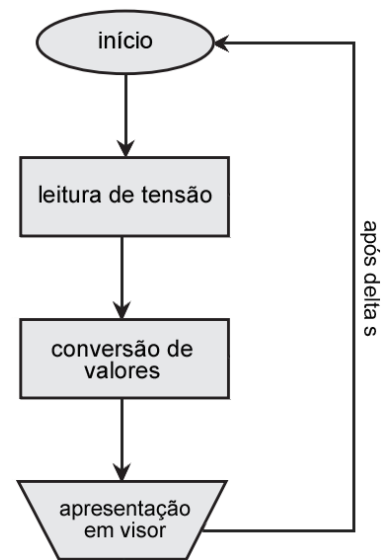 início
leitura de tensão
conversão de
valores
apresentação
em visor
após delta s